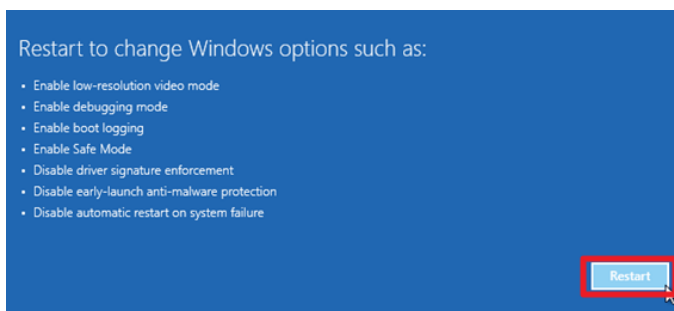 Restart to change Windows options such as:
• Enable low-resolution video mode
• Enable debugging mode
• Enable boot logging
• Enable Safe Mode
• Disable driver signature enforcement
• Disable early-launch anti-malware protection
• Disable automatic restart on system failure
Restart